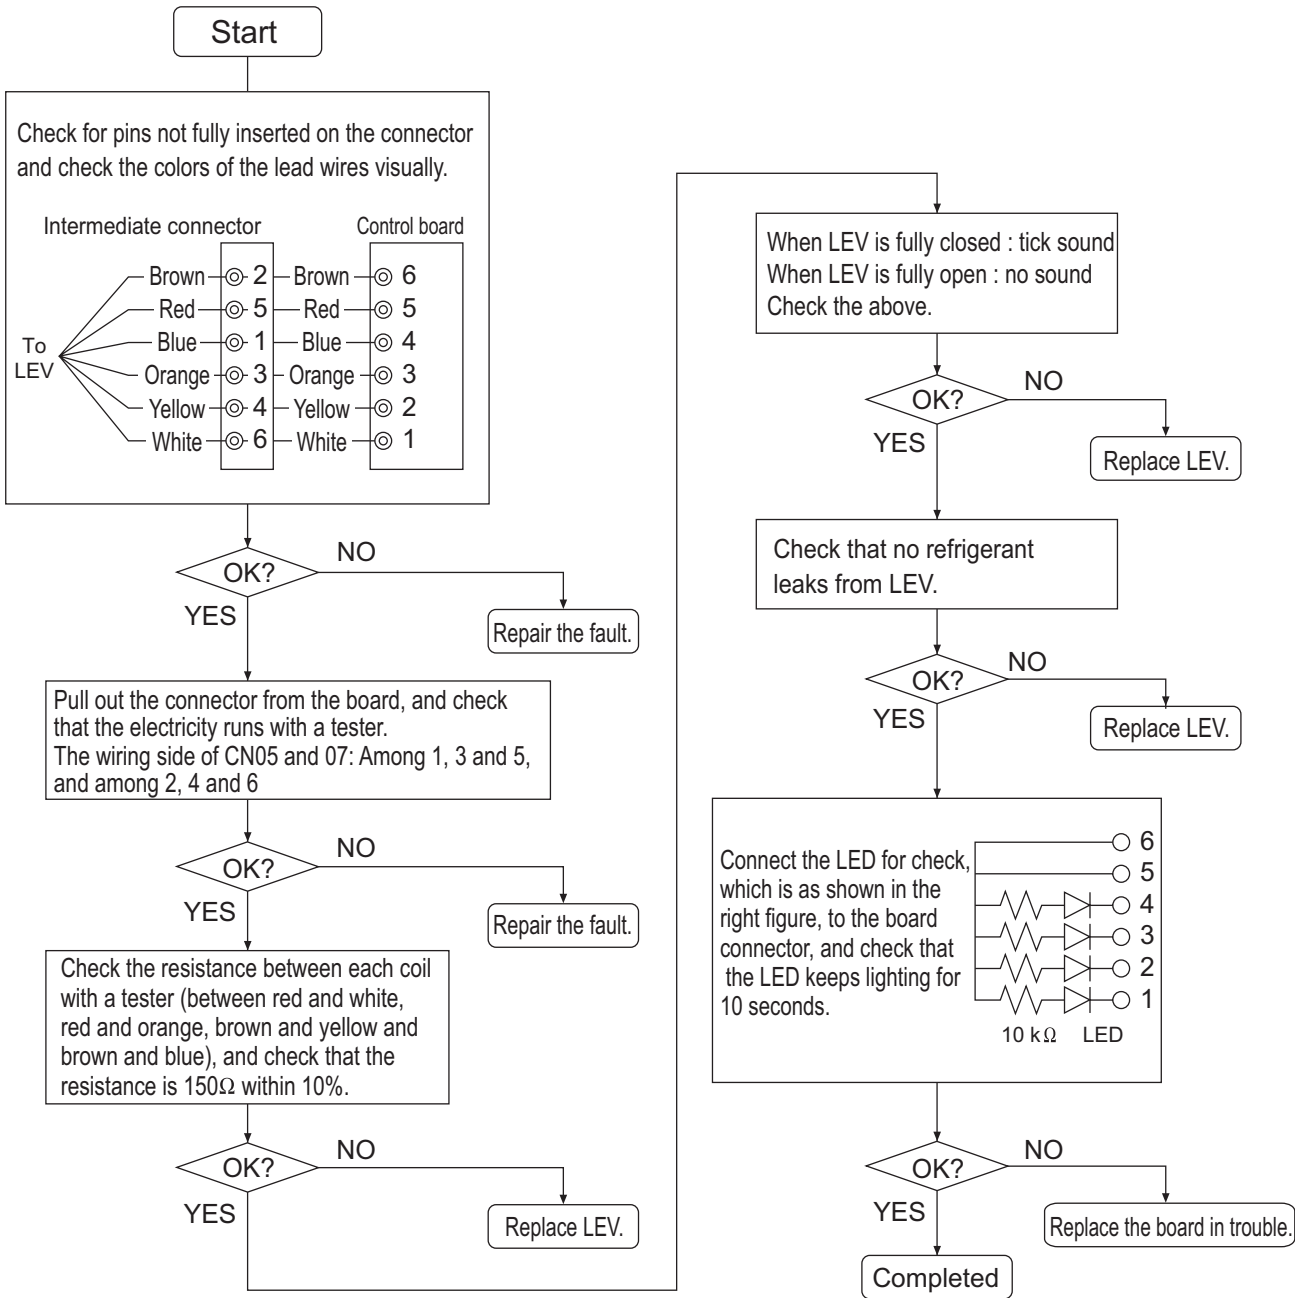 Start
Check for pins not fully inserted on the connector
and check the colors of the lead wires visually.
Intermediate connector
Control board
Brown 2 Brown 6
Red 5 Red 5
Blue 1 Blue 4
Orange 3 Orange 3
Yellow 4 Yellow 2
White 6 White 1
To
LEV
OK?
NO
YES
Repair the fault.
Pull out the connector from the board, and check
that the electricity runs with a tester.
The wiring side of CN05 and 07: Among 1, 3 and 5,
and among 2, 4 and 6
OK?
NO
YES
Repair the fault.
Check the resistance between each coil
with a tester (between red and white,
red and orange, brown and yellow and
brown and blue), and check that the
resistance is 150Ω within 10%.
OK?
NO
YES
Replace LEV.
When LEV is fully closed : tick sound
When LEV is fully open : no sound
Check the above.
OK?
NO
YES
Replace LEV.
Check that no refrigerant
leaks from LEV.
OK?
NO
YES
Replace LEV.
Connect the LED for check,
which is as shown in the
right figure, to the board
connector, and check that
the LED keeps lighting for
10 seconds.
6
5
4
3
2
1
10 kΩ LED
OK?
NO
YES
Replace the board in trouble.
Completed